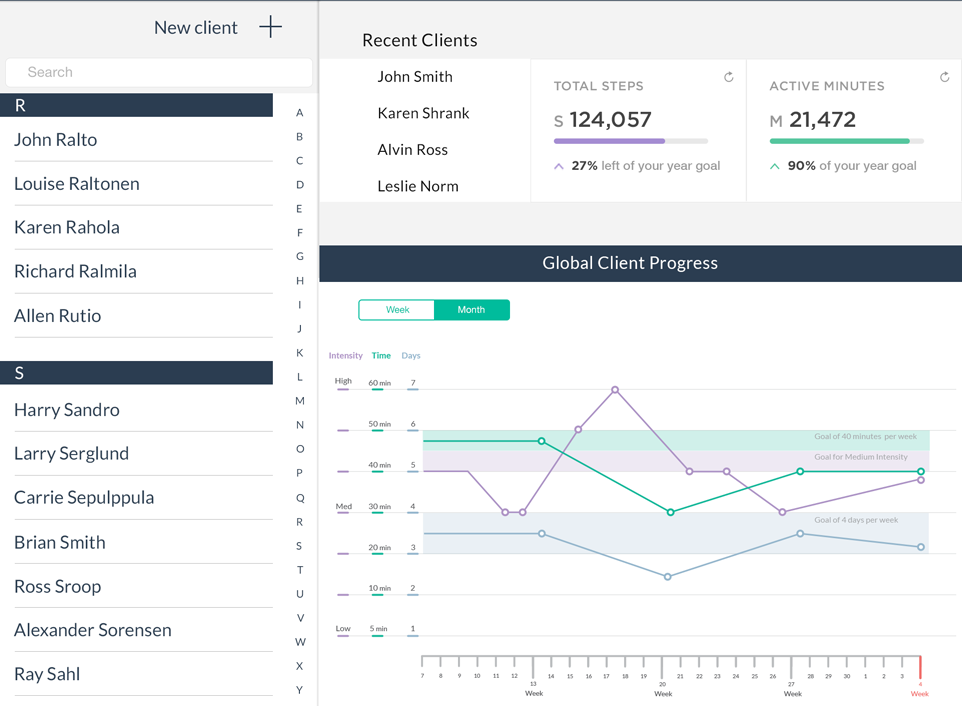 New client
Search
R
John Ralto
Louise Raltonen
Karen Rahola
Richard Ralmila
Allen Rutio
S
Harry Sandro
Larry Serglund
Carrie Sepulppula
Brian Smith
Ross Sroop
Alexander Sorensen
Ray Sahl
A
B
C
D
E
F
G
H
I
J
K
L
M
N
O
P
Q
R
S
T
U
V
W
X
Y
Recent Clients
John Smith
Karen Shrank
Alvin Ross
Leslie Norm
TOTAL STEPS
S 124,057
27% left of your year goal
ACTIVE MINUTES
M 21,472
90% of your year goal
Global Client Progress
Week Month
Intensity Time Days
High 60 min 7
50 min 6
40 min 5
Med 30 min 4
20 min 3
10 min 2
Low 5 min 1
Goal of 40 minutes per week
Goal for Medium Intensity
Goal of 4 days per week
7 8 9 10 11 12 13 14 15 16 17 18 19 20 21 22 23 24 25 26 27 28 29 30 1 2 3 4
Week Week Week Week